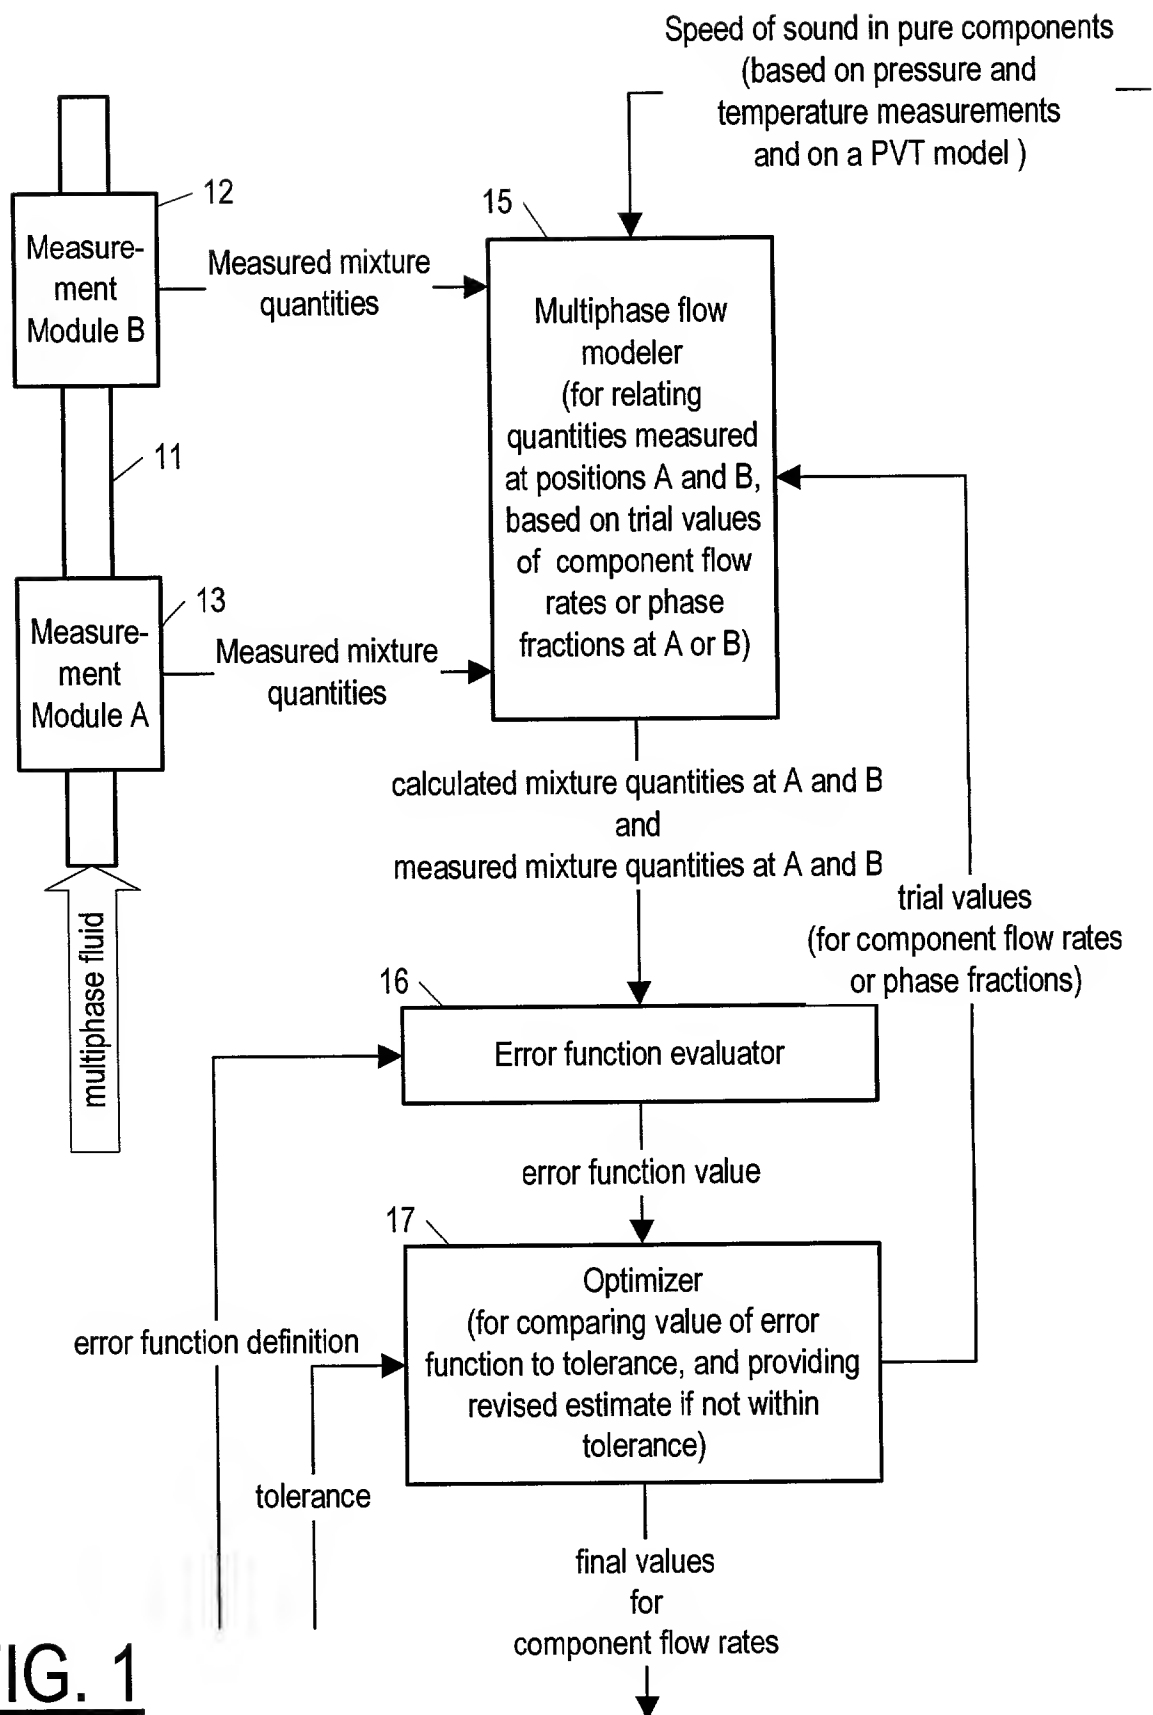 Speed of sound in pure components
(based on pressure and
temperature measurements
and on a PVT model )
12
15
Measure-
ment
Module B
Measured mixture
quantities
Multiphase flow
modeler
(for relating
quantities measured
at positions A and B,
based on trial values
of component flow
rates or phase
fractions at A or B)
11
13
Measure-
ment
Module A
Measured mixture
quantities
calculated mixture quantities at A and B
and
measured mixture quantities at A and B
trial values
(for component flow rates
or phase fractions)
multiphase fluid
16
Error function evaluator
error function value
17
Optimizer
(for comparing value of error
function to tolerance, and providing
revised estimate if not within
tolerance)
error function definition
tolerance
final values
for
component flow rates
FIG. 1